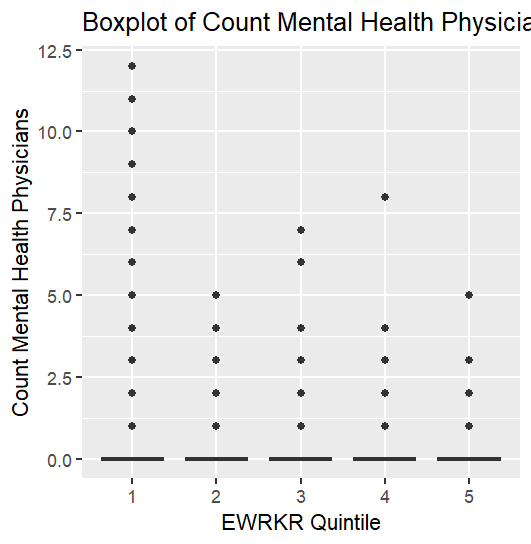 Boxplot of Count Mental Health Physicia
Count Mental Health Physicians
12.5
10.0
7.5
5.0
2.5
0.0
1 2 3 4 5
EWRKR Quintile